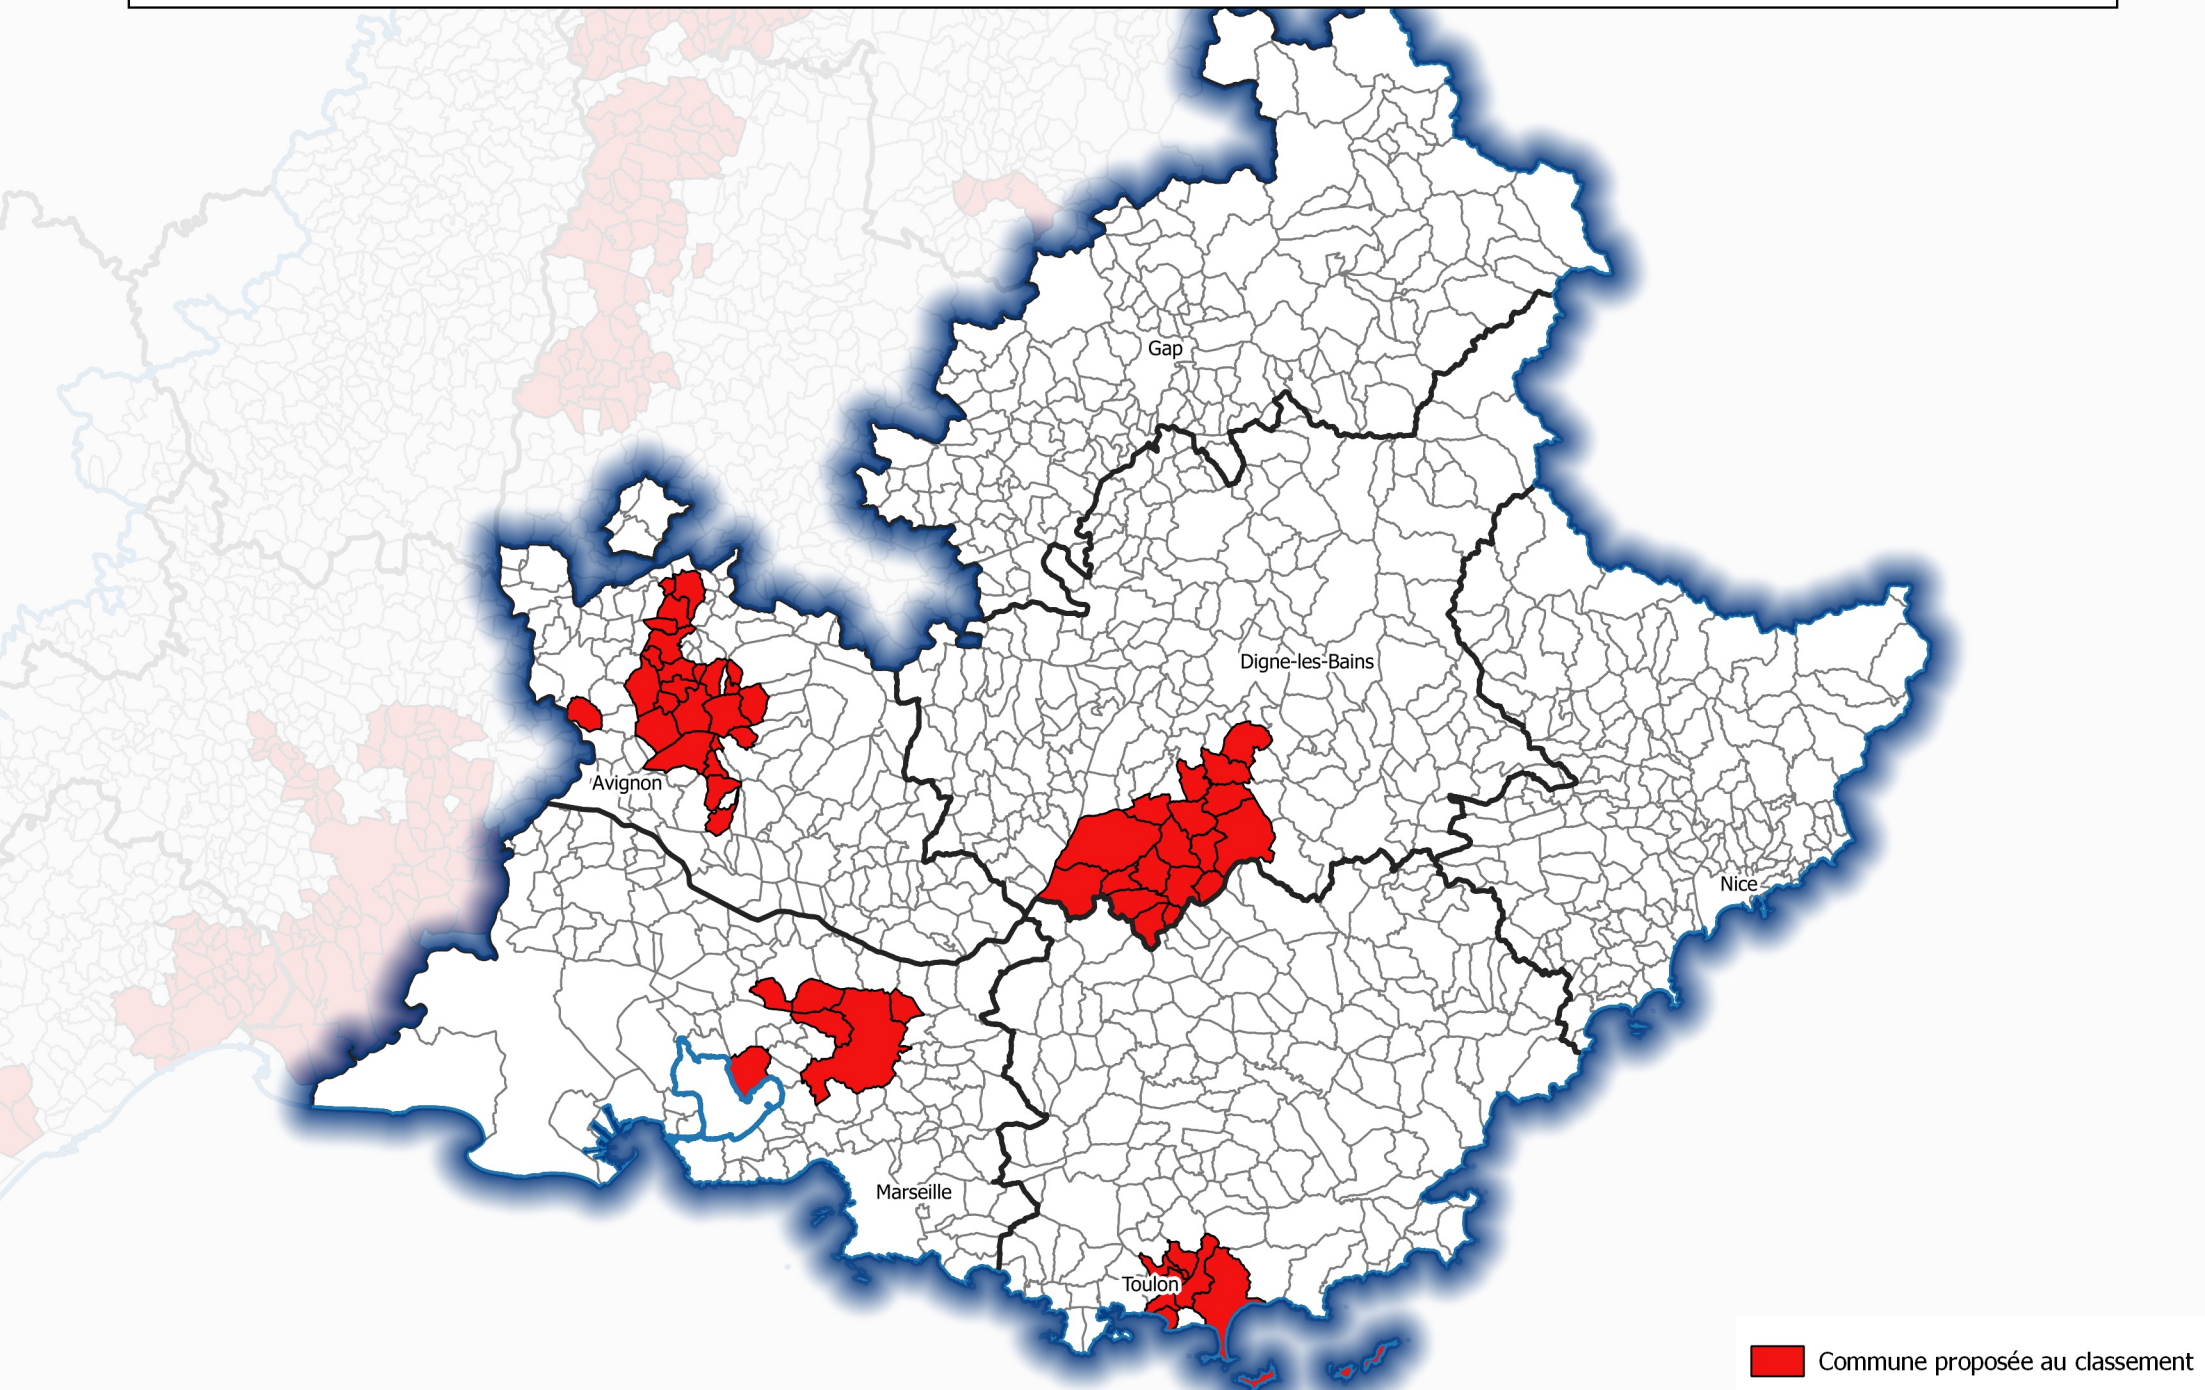 Gap
Digne-les-Bains
Avignon
Nice
Marseille
Toulon
Commune proposée au classement